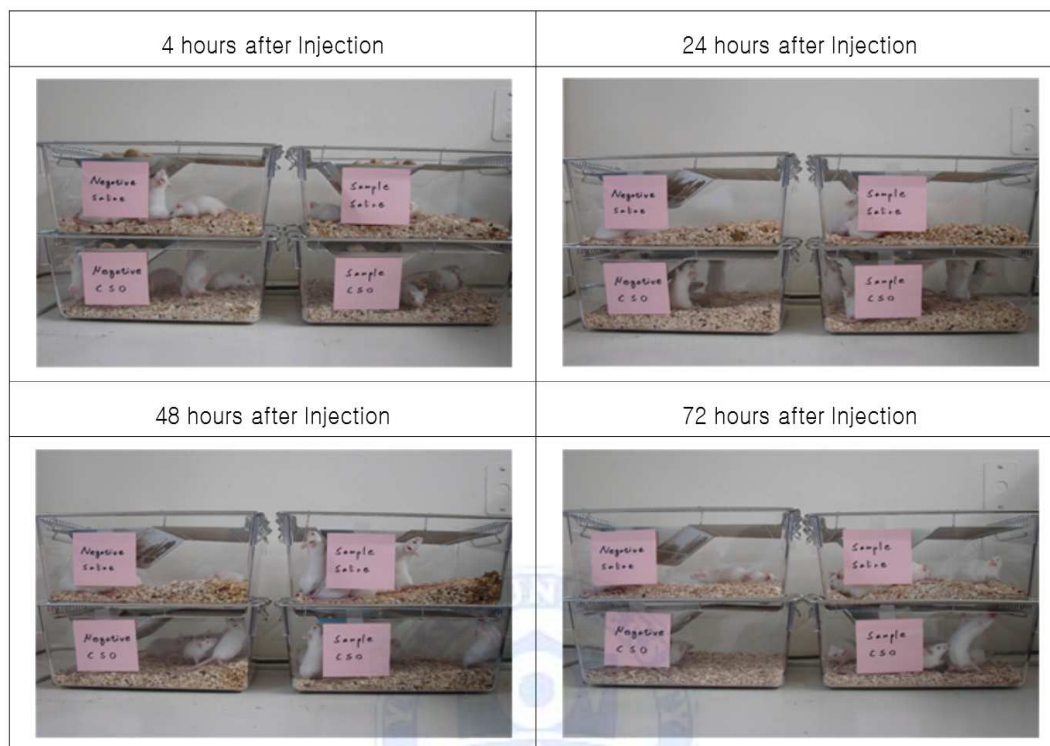 4 hours after Injection
24 hours after Injection
Negative
Saline
Sample
Saline
Negative
CSO
Sample
CSO
Negative
Saline
Sample
Saline
Negative
CSO
Sample
CSO
48 hours after Injection
72 hours after Injection
Negative
Saline
Sample
Saline
Negative
CSO
Sample
CSO
Negative
Saline
Sample
Saline
Negative
CSO
Sample
CSO